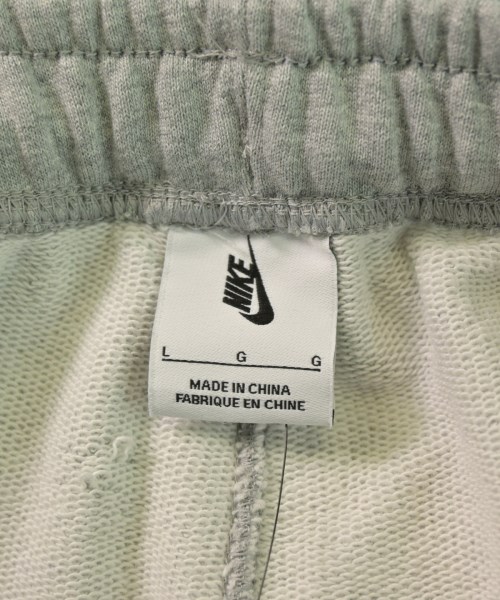 NIKE
L G G
MADE IN CHINA
FABRIQUE EN CHINE